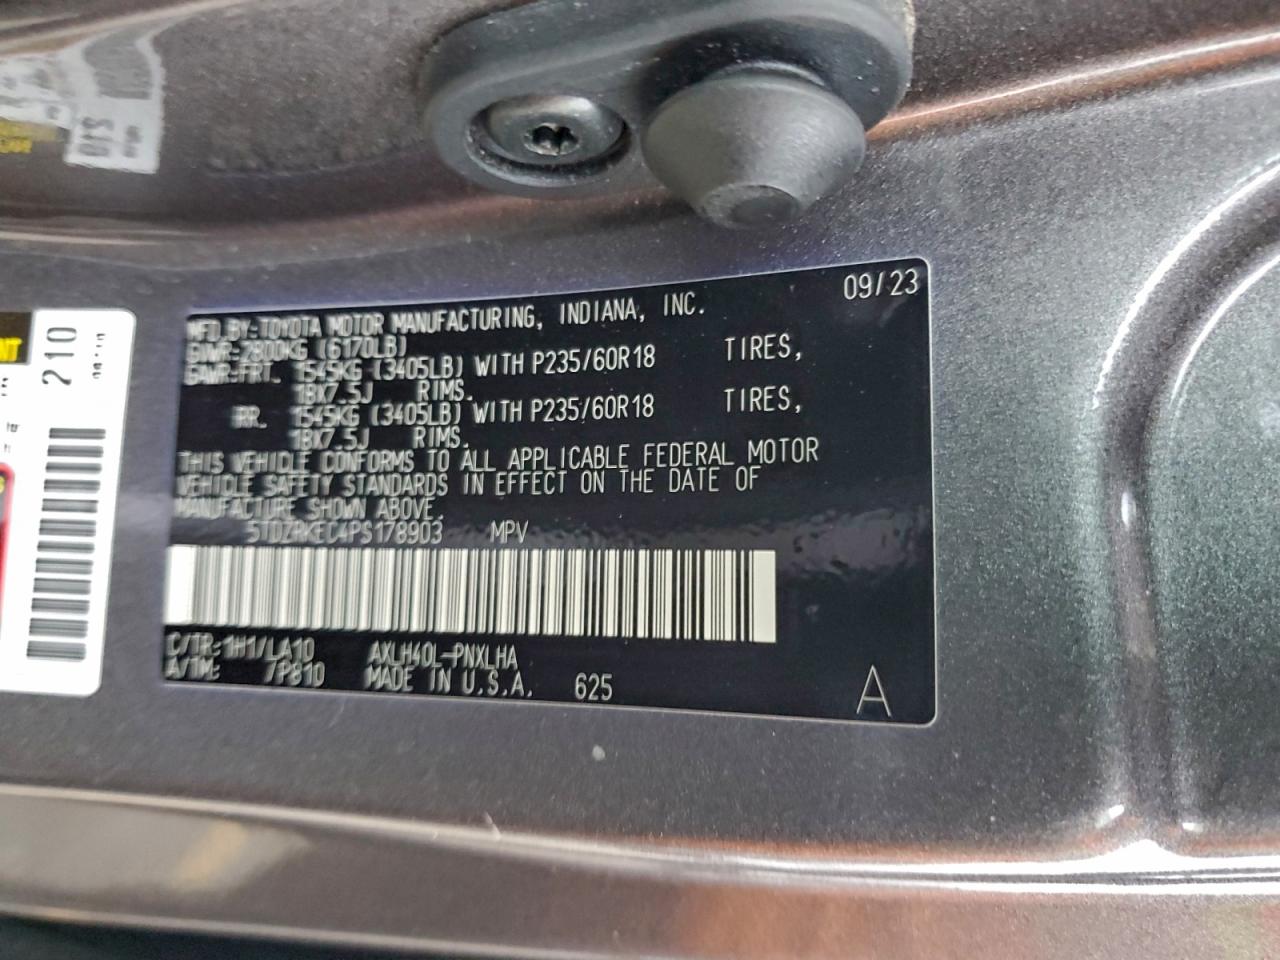 09/23
MFD.BY: TOYOTA MOTOR MANUFACTURING, INDIANA, INC.
GVWR: 2800KG (6170LB)
GAWR:FRT. 1545KG (3405LB) WITH P235/60R18 TIRES,
18X7.5J RIMS.
RR. 1545KG (3405LB) WITH P235/60R18 TIRES,
18X7.5J RIMS.
THIS VEHICLE CONFORMS TO ALL APPLICABLE FEDERAL MOTOR
VEHICLE SAFETY STANDARDS IN EFFECT ON THE DATE OF
MANUFACTURE SHOWN ABOVE.
5TDZRKEC4PS178903 MPV
C/TR: 1H1/LA10 AXLH40L-PNXLHA
A/TM: /P810 MADE IN U.S.A. 625
A
210